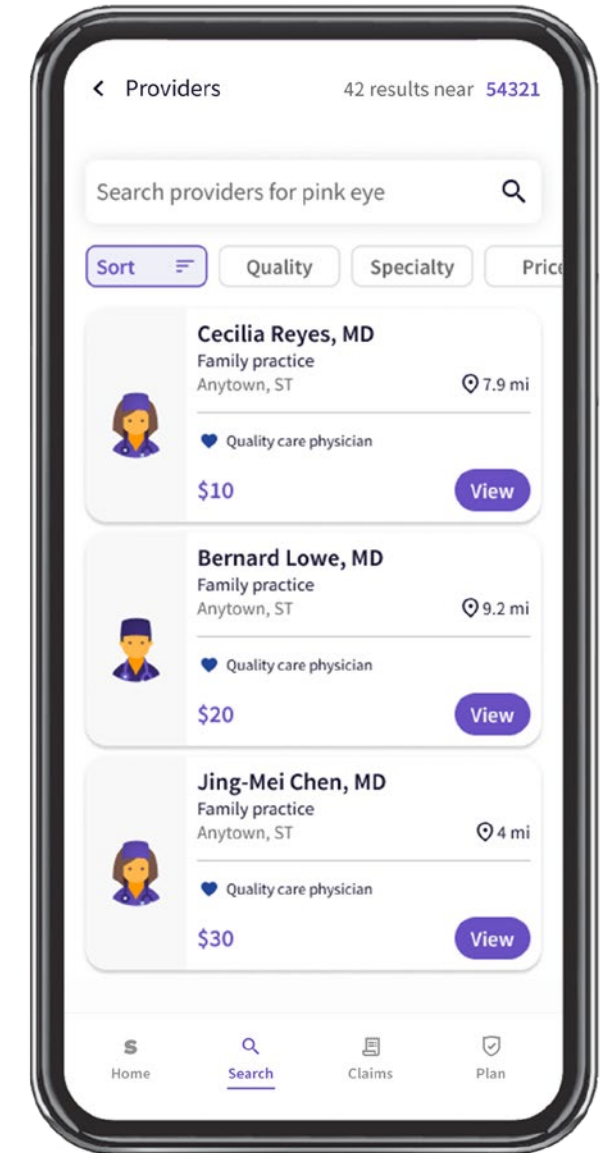 Providers
42 results near 54321
Search providers for pink eye
Sort
Quality
Specialty
Price
Cecilia Reyes, MD
Family practice
Anytown, ST
7.9 mi
Quality care physician
$10
View
Bernard Lowe, MD
Family practice
Anytown, ST
9.2 mi
Quality care physician
$20
View
Jing-Mei Chen, MD
Family practice
Anytown, ST
4 mi
Quality care physician
$30
View
S
Home
Search
Claims
Plan